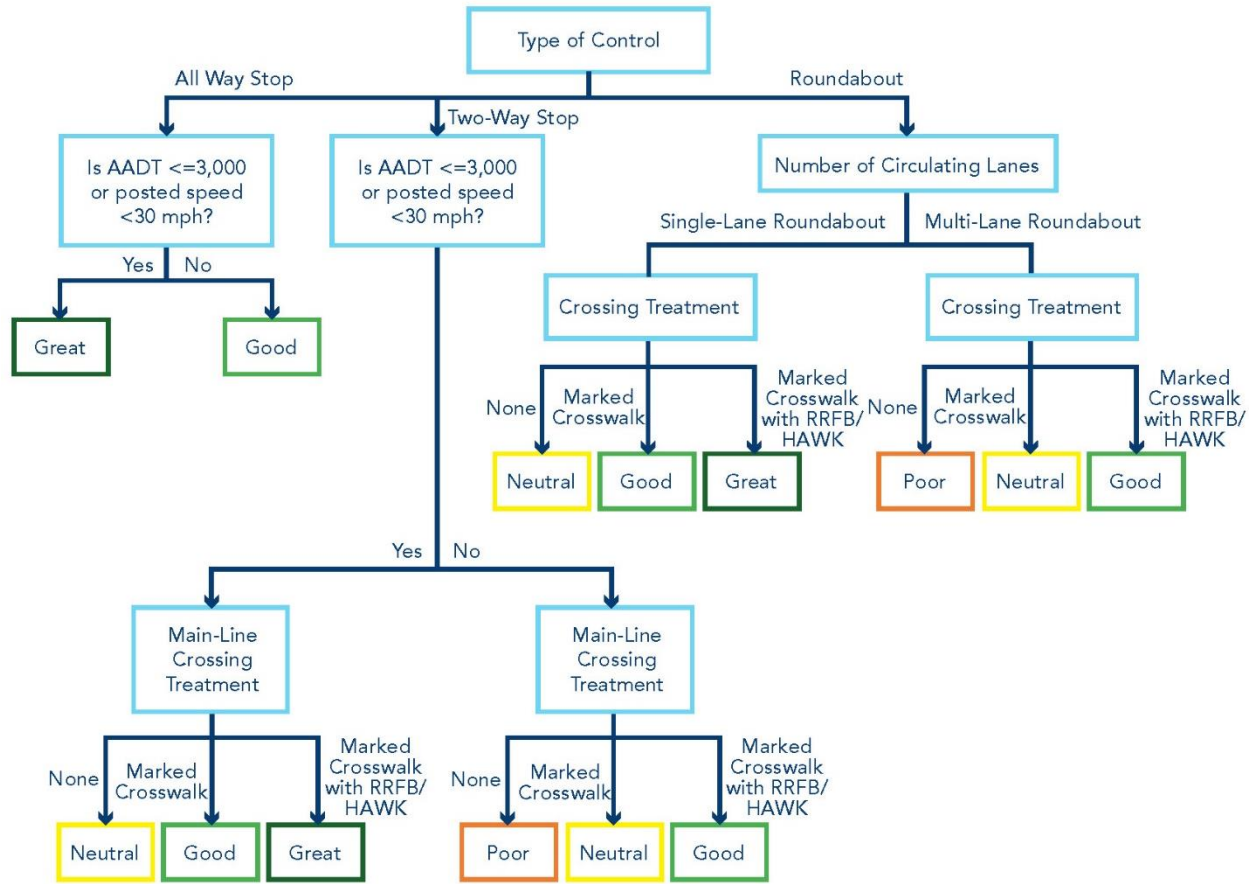 Type of Control
All Way Stop
Two-Way Stop
Roundabout
Is AADT <=3,000
or posted speed
<30 mph?
Is AADT <=3,000
or posted speed
<30 mph?
Number of Circulating Lanes
Single-Lane Roundabout
Multi-Lane Roundabout
Yes
No
Great
Good
Crossing Treatment
Crossing Treatment
None
Marked
Crosswalk
Marked
Crosswalk
with RRFB/
HAWK
None
Marked
Crosswalk
Marked
Crosswalk
with RRFB/
HAWK
Neutral
Good
Great
Poor
Neutral
Good
Yes
No
Main-Line
Crossing
Treatment
Main-Line
Crossing
Treatment
None
Marked
Crosswalk
Marked
Crosswalk
with RRFB/
HAWK
None
Marked
Crosswalk
Marked
Crosswalk
with RRFB/
HAWK
Neutral
Good
Great
Poor
Neutral
Good